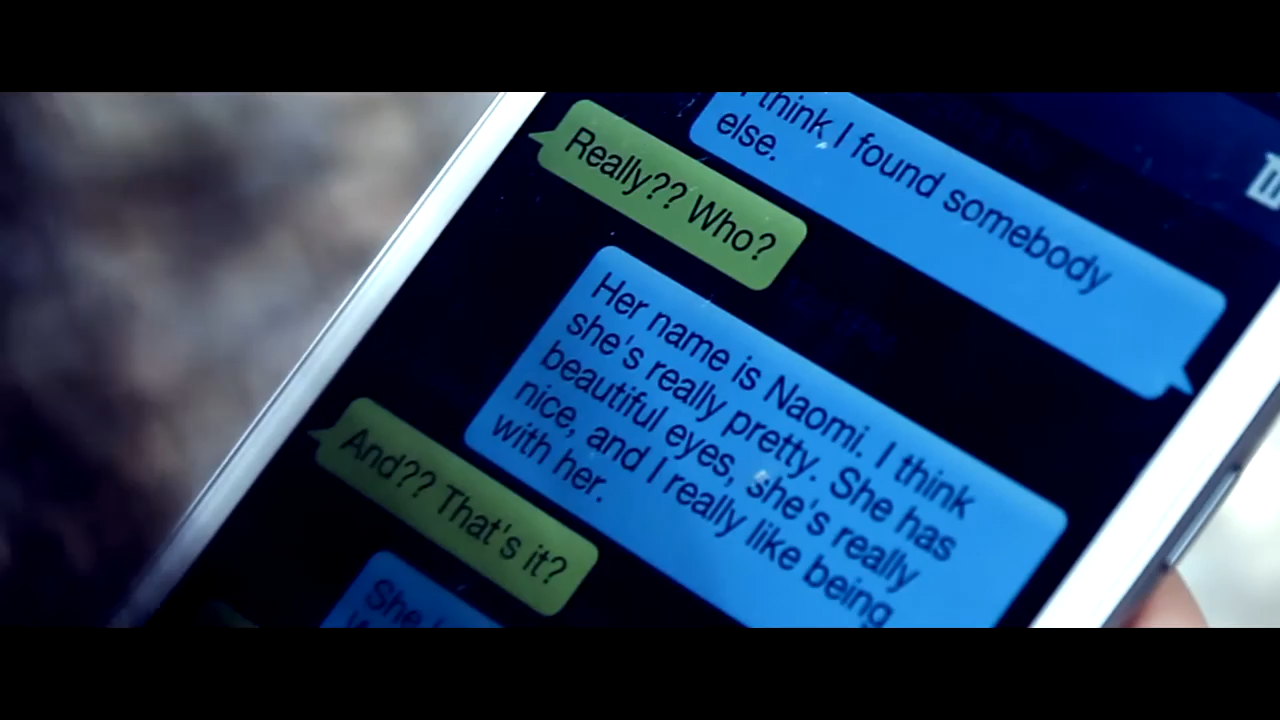 I think I found somebody
else.
Really?? Who?
Her name is Naomi. I think
she's really pretty. She has
beautiful eyes, she's really
nice, and I really like being
with her.
And?? That's it?
She